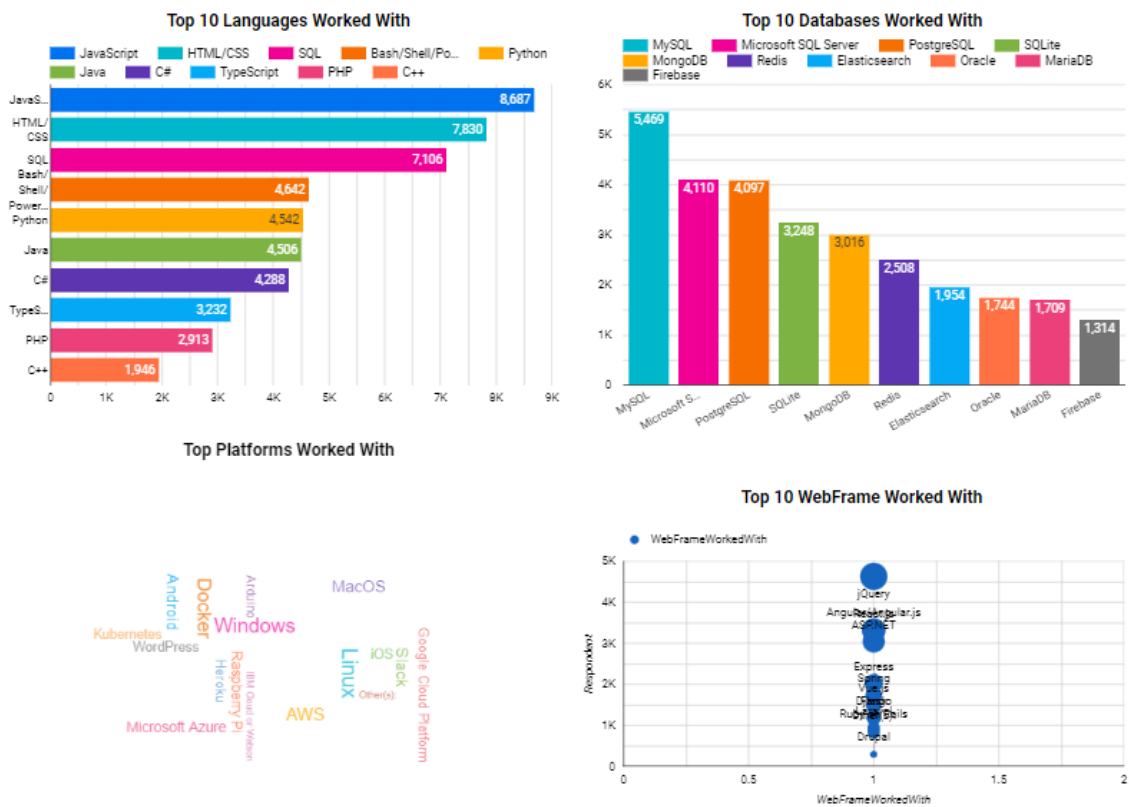 Top 10 Languages Worked With
JavaScript HTML/CSS SQL Bash/Shell/Po... Python
Java C# TypeScript PHP C++
JavaS... 8,687
HTML/
CSS 7,830
SQL 7,106
Bash/
Shell/
Power... 4,642
Python 4,542
Java 4,506
C# 4,288
TypeS... 3,232
PHP 2,913
C++ 1,946
0 1K 2K 3K 4K 5K 6K 7K 8K 9K
Top 10 Databases Worked With
MySQL Microsoft SQL Server PostgreSQL SQLite
MongoDB Redis Elasticsearch Oracle MariaDB
Firebase
6K
5K
4K
3K
2K
1K
0
5,469
4,110
4,097
3,248
3,016
2,508
1,954
1,744
1,709
1,314
MySQL Microsoft S... PostgreSQL SQLite MongoDB Redis Elasticsearch Oracle MariaDB Firebase
Top Platforms Worked With
Android
Docker
Arduino
MacOS
Windows
Kubernetes
WordPress
Heroku
Raspberry PI
IBM Cloud or Watson
Linux
iOS
Slack
Google Cloud Platform
Other(s):
AWS
Microsoft Azure
Top 10 WebFrame Worked With
WebFrameWorkedWith
Respondent
5K
4K
3K
2K
1K
0
jQuery
ASP.NET
Express
Spring
Vue.js
Drupal
0 0.5 1 1.5 2
WebFrameWorkedWith